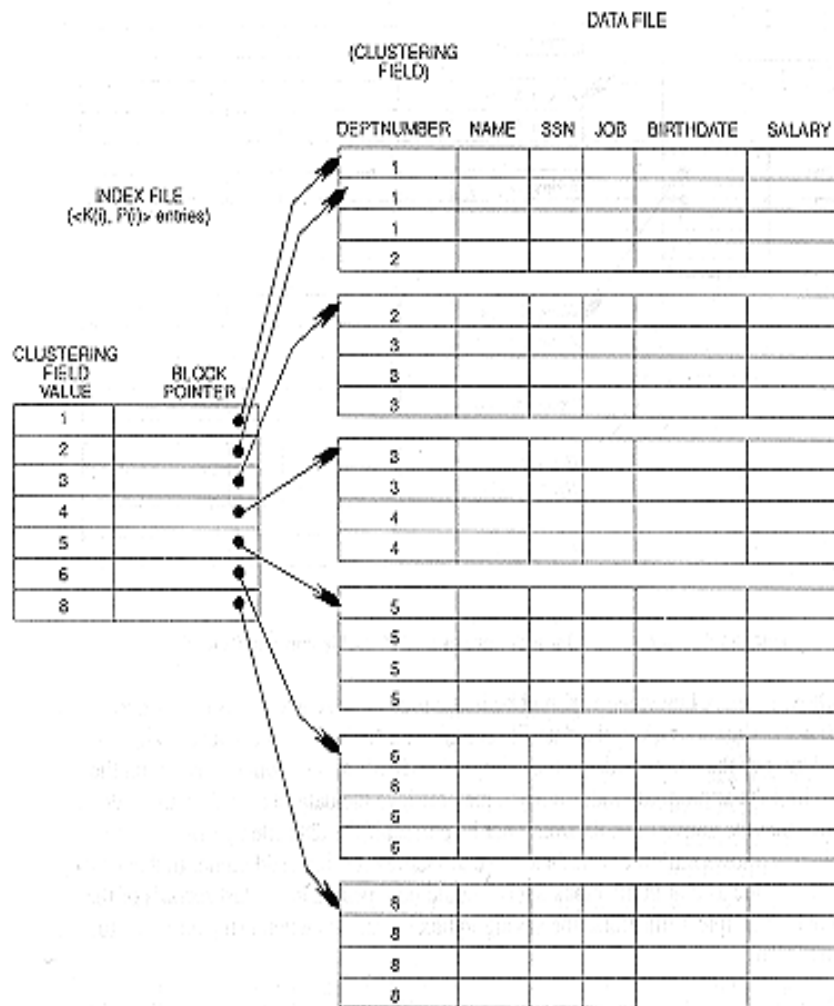 DATA FILE
(CLUSTERING
FIELD)
DEPTNUMBER NAME SSN JOB BIRTHDATE SALARY
INDEX FILE
(<K(i), P(i)> entries)
1
1
1
2
2
3
3
3
3
3
4
4
5
5
5
5
6
6
6
6
6
8
8
8
CLUSTERING
FIELD
VALUE
BLOCK
POINTER
1
2
3
4
5
6
8